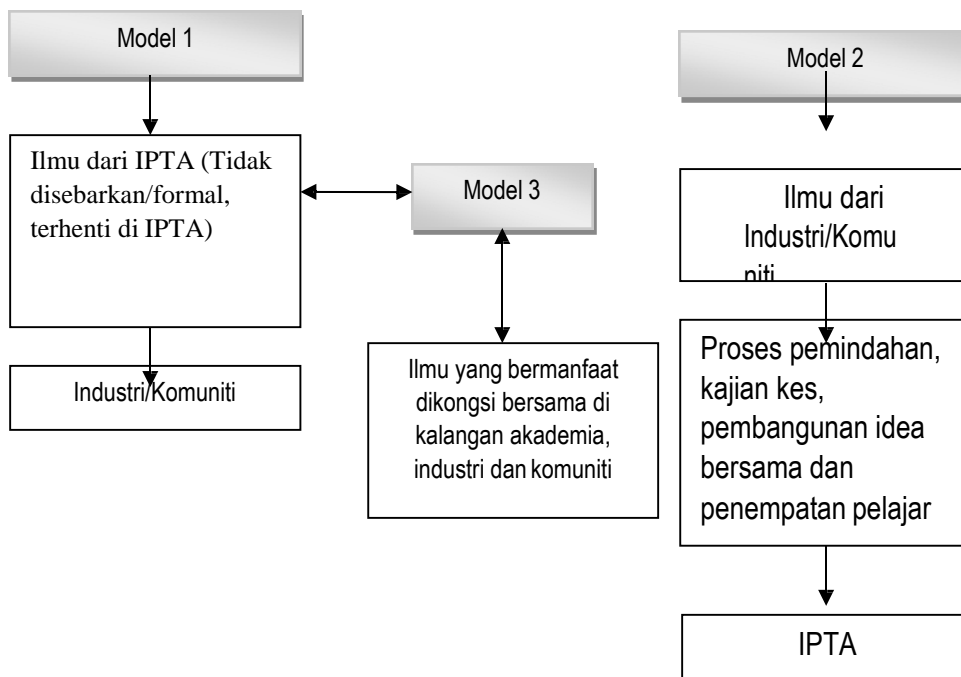 Model 1
Ilmu dari IPTA (Tidak
disebarkan/formal,
terhenti di IPTA)
Industri/Komuniti
Model 3
Ilmu yang bermanfaat
dikongsi bersama di
kalangan akademia,
industri dan komuniti
Model 2
Ilmu dari
Industri/Komu
niti
Proses pemindahan,
kajian kes,
pembangunan idea
bersama dan
penempatan pelajar
IPTA